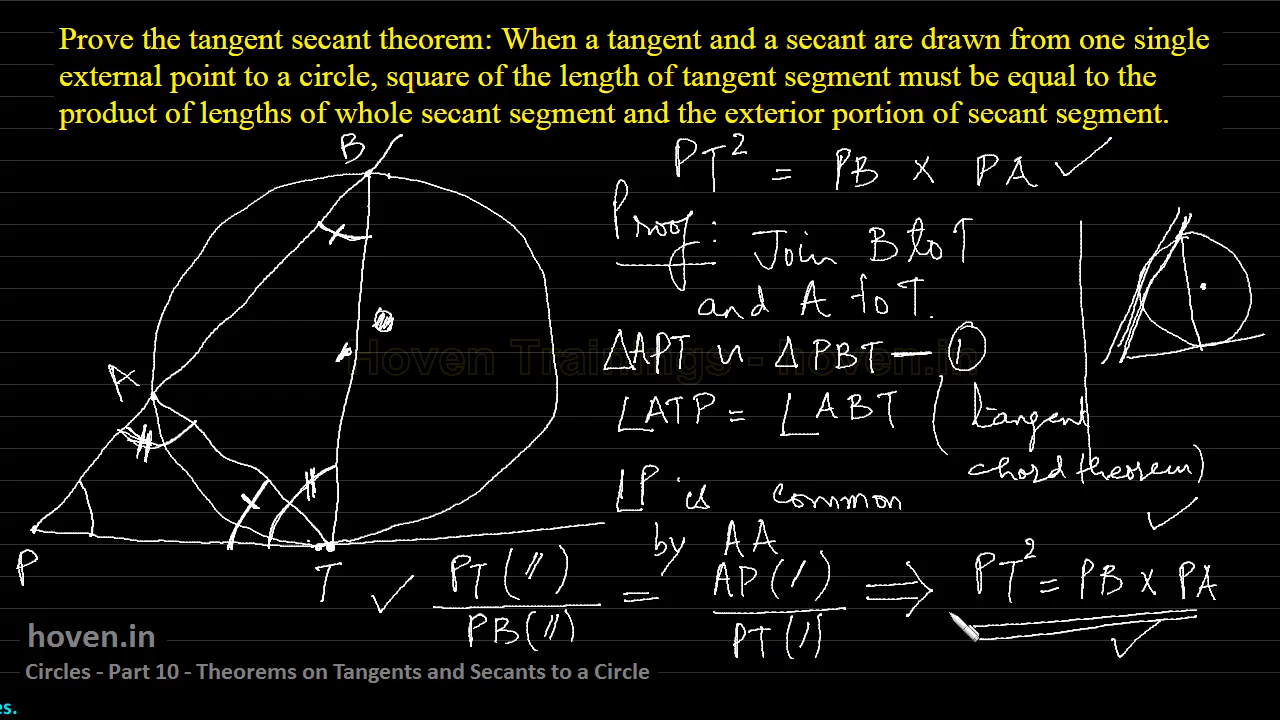 Prove the tangent secant theorem: When a tangent and a secant are drawn from one single
external point to a circle, square of the length of tangent segment must be equal to the
product of lengths of whole secant segment and the exterior portion of secant segment.
B
A
P
T
PT² = PB × PA ✓
Proof: Join B to T
and A to T.
Hoven Trainings - hoven.in
ΔAPT ~ ΔPBT — ①
∠ATP = ∠ABT (tangent
chord theorem)
∠P is common ✓
by AA
✓ PT(//) / PB(//) = AP(/) / PT(/) ⇒ PT² = PB × PA
✓
hoven.in
Circles - Part 10 - Theorems on Tangents and Secants to a Circle
es.